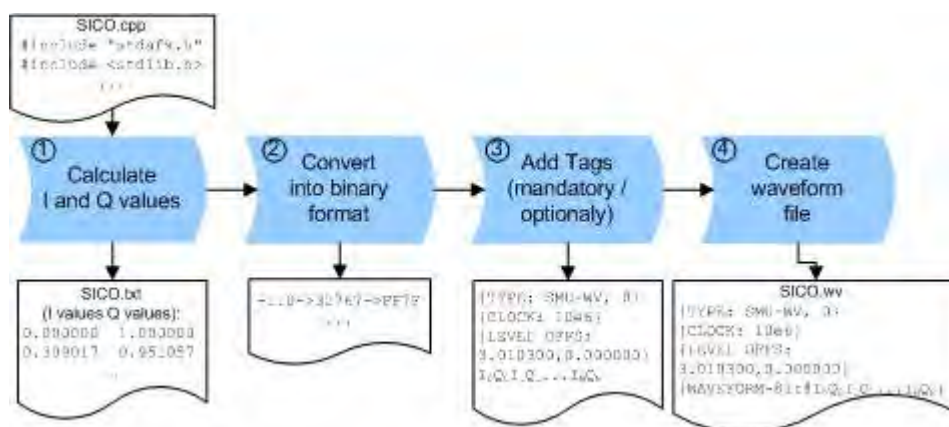 SICO.cpp
#include "stdafx.h"
#include <stdlib.h>
...
1
Calculate
I and Q values
2
Convert
into binary
format
3
Add Tags
(mandatory /
optionaly)
4
Create
waveform
file
SICO.txt
(I values Q values):
0.000000 1.000000
0.309017 0.951057
...
->32767->FF7F
...
{TYPE: SMU-WV, 0}
{CLOCK: 10e6}
{LEVEL OFFS:
3.010300,0.000000}
SICO.wv
{TYPE: SMU-WV, 0}
{CLOCK: 10e6}
{LEVEL OFFS:
3.010300,0.000000}